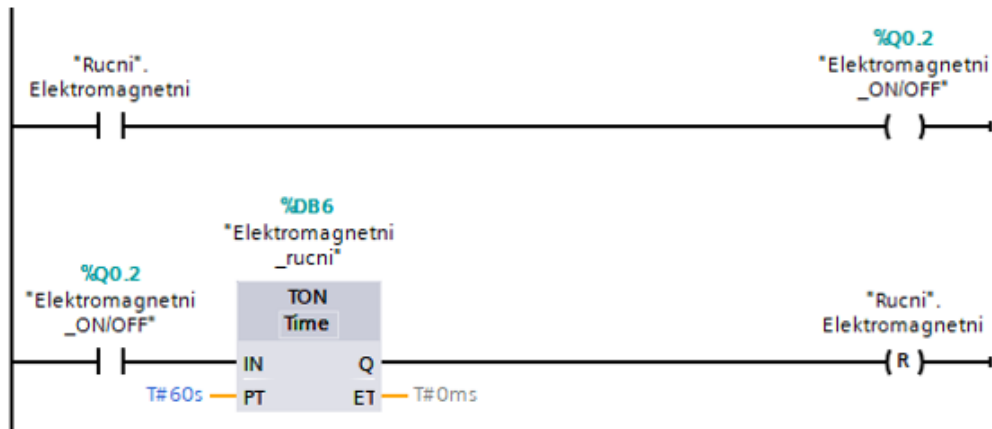 "Rucni".
Elektromagnetni
%Q0.2
"Elektromagnetni
_ON/OFF"
%DB6
"Elektromagnetni
_rucni"
%Q0.2
"Elektromagnetni
_ON/OFF"
TON
Time
IN
Q
T#60s
PT
ET
T#0ms
"Rucni".
Elektromagnetni
R